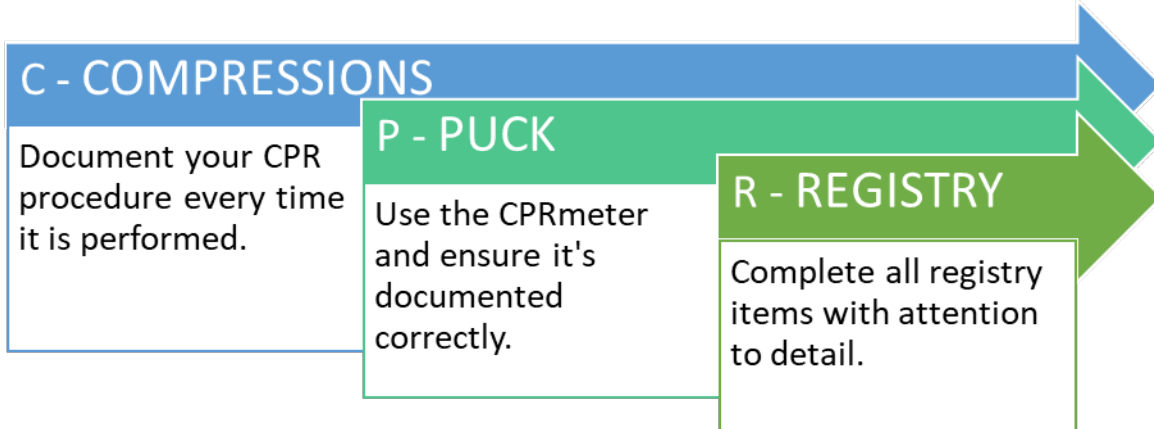 C - COMPRESSIONS
Document your CPR
procedure every time
it is performed.
P - PUCK
Use the CPRmeter
and ensure it's
documented
correctly.
R - REGISTRY
Complete all registry
items with attention
to detail.